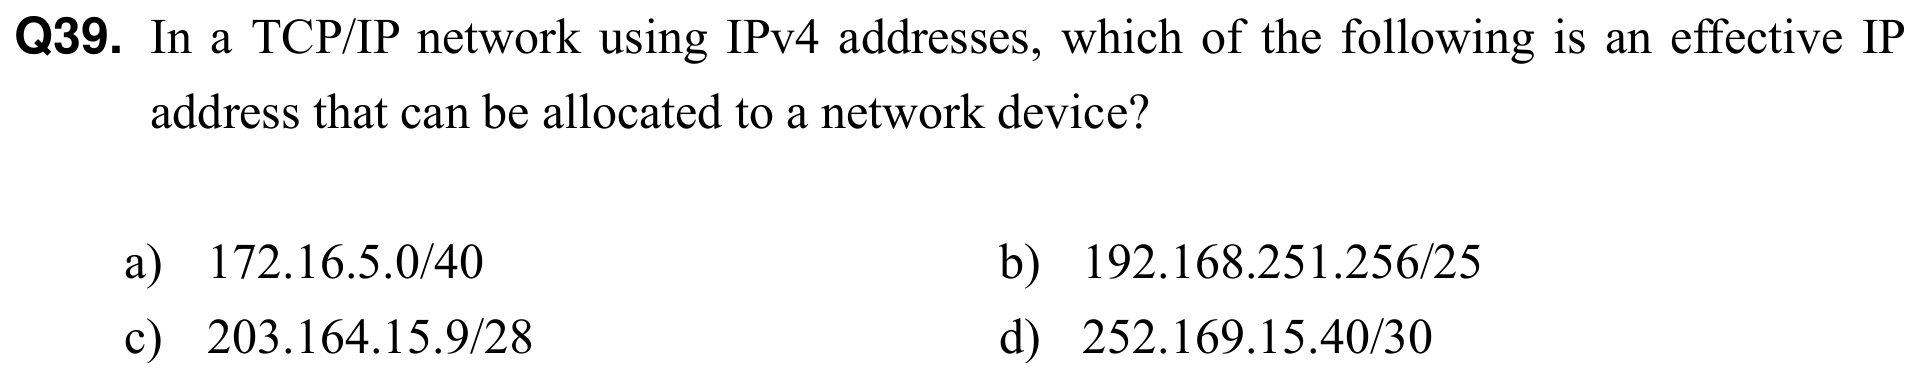 Q39. In a TCP/IP network using IPv4 addresses, which of the following is an effective IP
address that can be allocated to a network device?
a) 172.16.5.0/40 b) 192.168.251.256/25
c) 203.164.15.9/28 d) 252.169.15.40/30